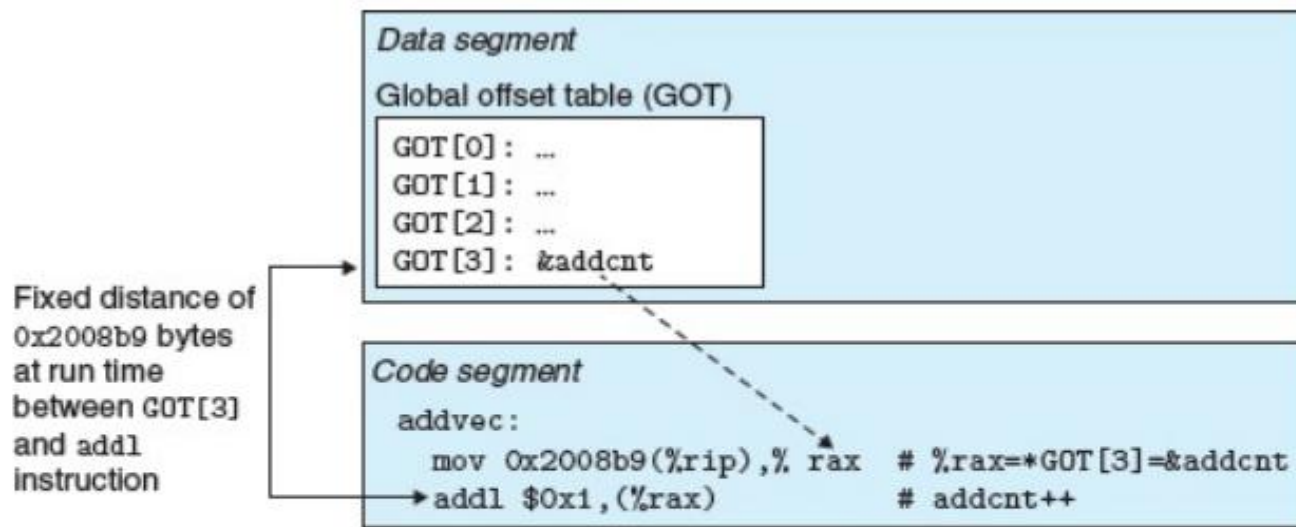 Data segment
Global offset table (GOT)
GOT[0]: …
GOT[1]: …
GOT[2]: …
GOT[3]: &addcnt
Fixed distance of
0x2008b9 bytes
at run time
between GOT[3]
and addl
instruction
Code segment
addvec:
mov 0x2008b9(%rip),% rax # %rax=*GOT[3]=&addcnt
addl $0x1,(%rax) # addcnt++